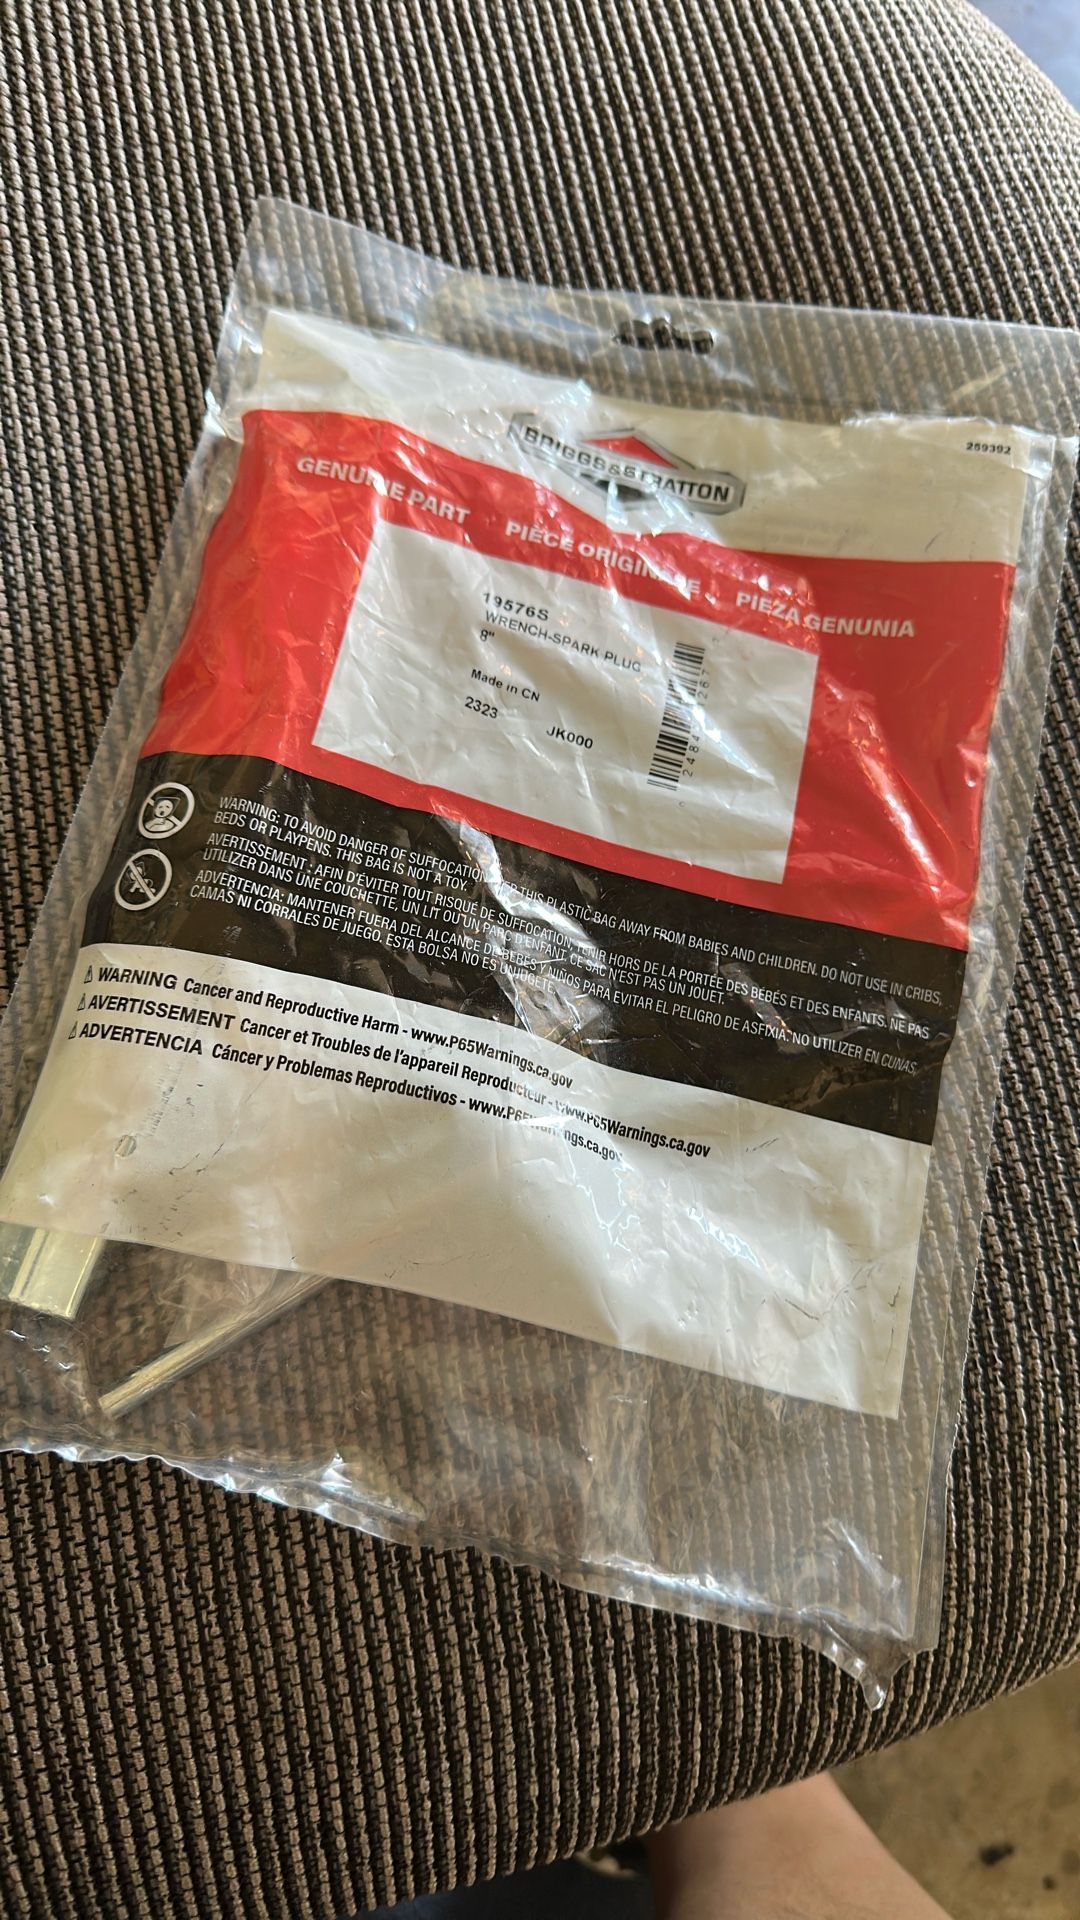 BRIGGS&STRATTON
259392
GENUINE PART PIÈCE ORIGINALE PIEZA GENUNIA
19576S
WRENCH-SPARK PLUG
8"
Made in CN
2323 JK000
WARNING: TO AVOID DANGER OF SUFFOCATION, KEEP THIS PLASTIC BAG AWAY FROM BABIES AND CHILDREN. DO NOT USE IN CRIBS,
BEDS OR PLAYPENS. THIS BAG IS NOT A TOY.
AVERTISSEMENT : AFIN D'ÉVITER TOUT RISQUE DE SUFFOCATION, TENIR HORS DE LA PORTÉE DES BÉBÉS ET DES ENFANTS. NE PAS
UTILIZER DANS UNE COUCHETTE, UN LIT OU UN PARC D'ENFANT. CE SAC N'EST PAS UN JOUET.
ADVERTENCIA: MANTENER FUERA DEL ALCANCE DE BEBÉS Y NIÑOS PARA EVITAR EL PELIGRO DE ASFIXIA. NO UTILIZER EN CUNAS,
CAMAS NI CORRALES DE JUEGO. ESTA BOLSA NO ES UN JUGETE.
⚠ WARNING Cancer and Reproductive Harm - www.P65Warnings.ca.gov
⚠ AVERTISSEMENT Cancer et Troubles de l'appareil Reproducteur - www.P65Warnings.ca.gov
⚠ ADVERTENCIA Cáncer y Problemas Reproductivos - www.P65Warnings.ca.gov